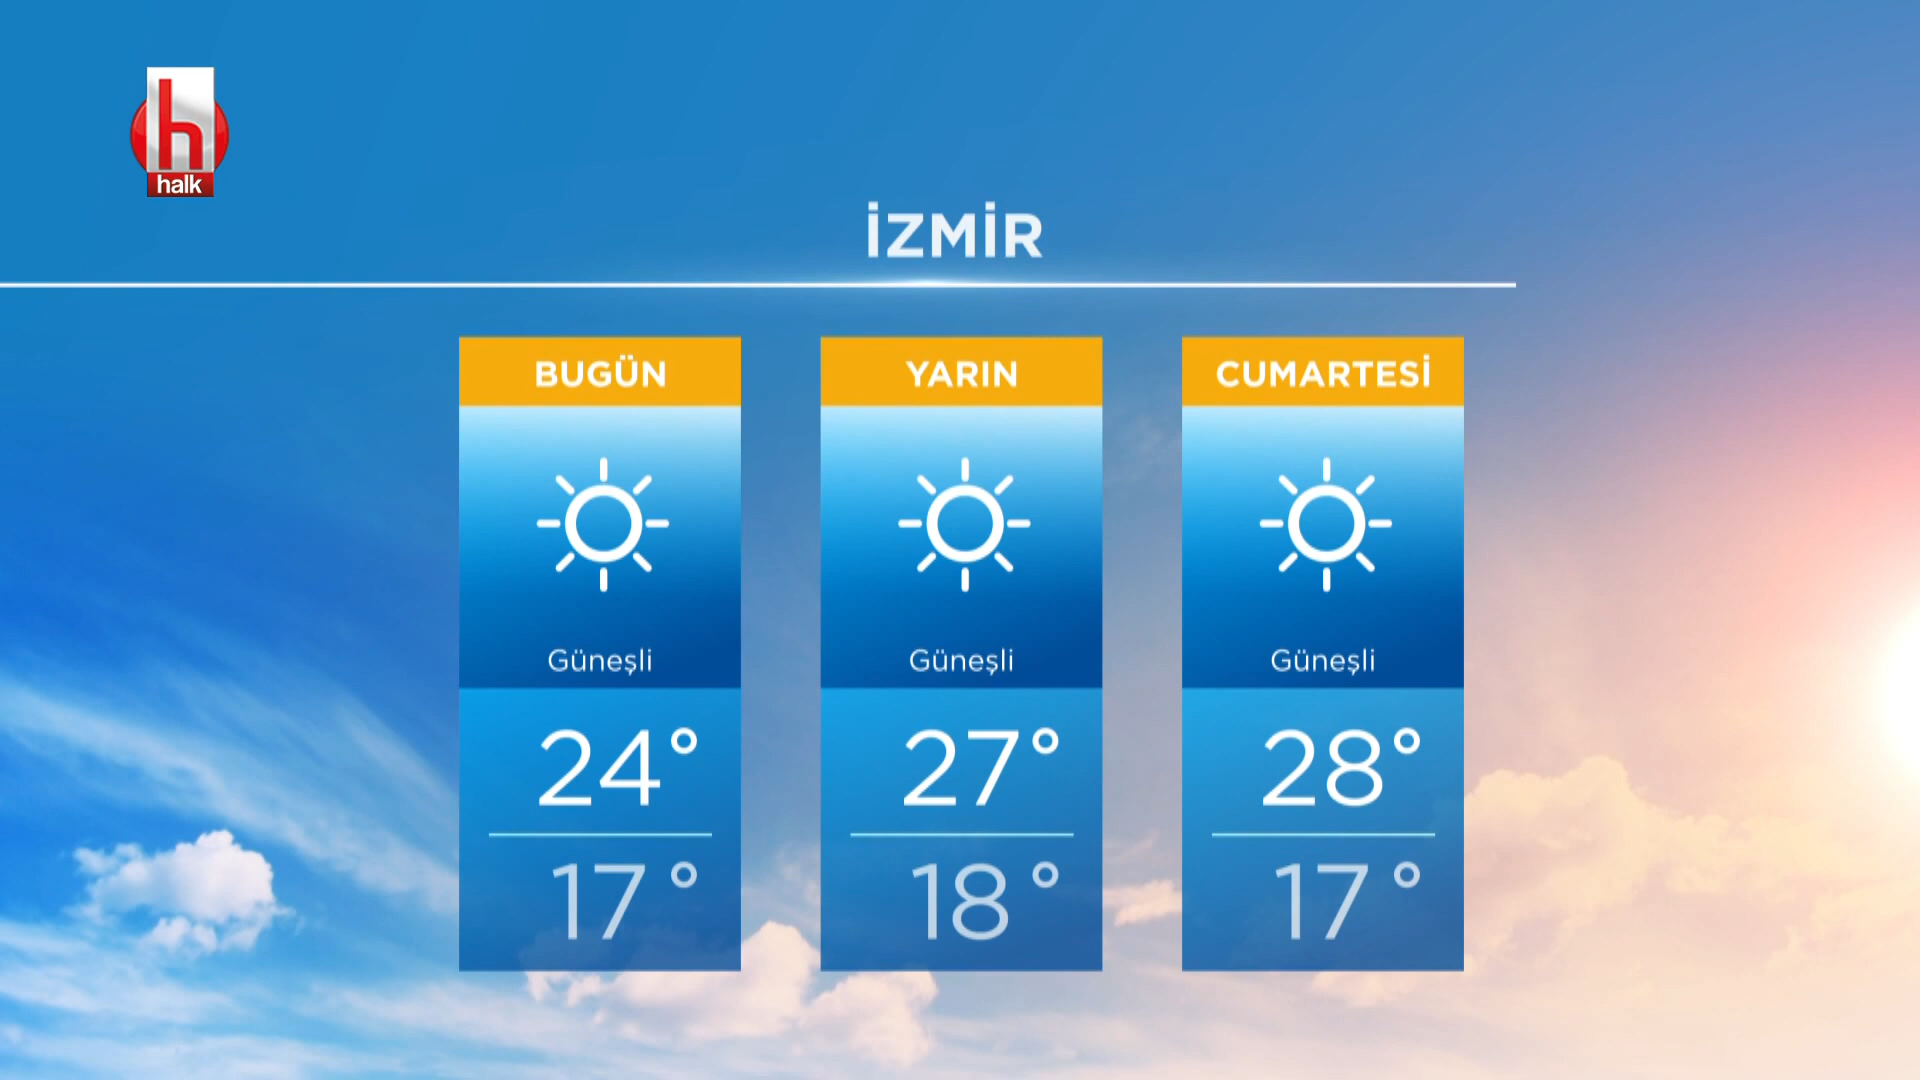 h
halk
İZMİR
BUGÜN
Güneşli
24°
17°
YARIN
Güneşli
27°
18°
CUMARTESİ
Güneşli
28°
17°